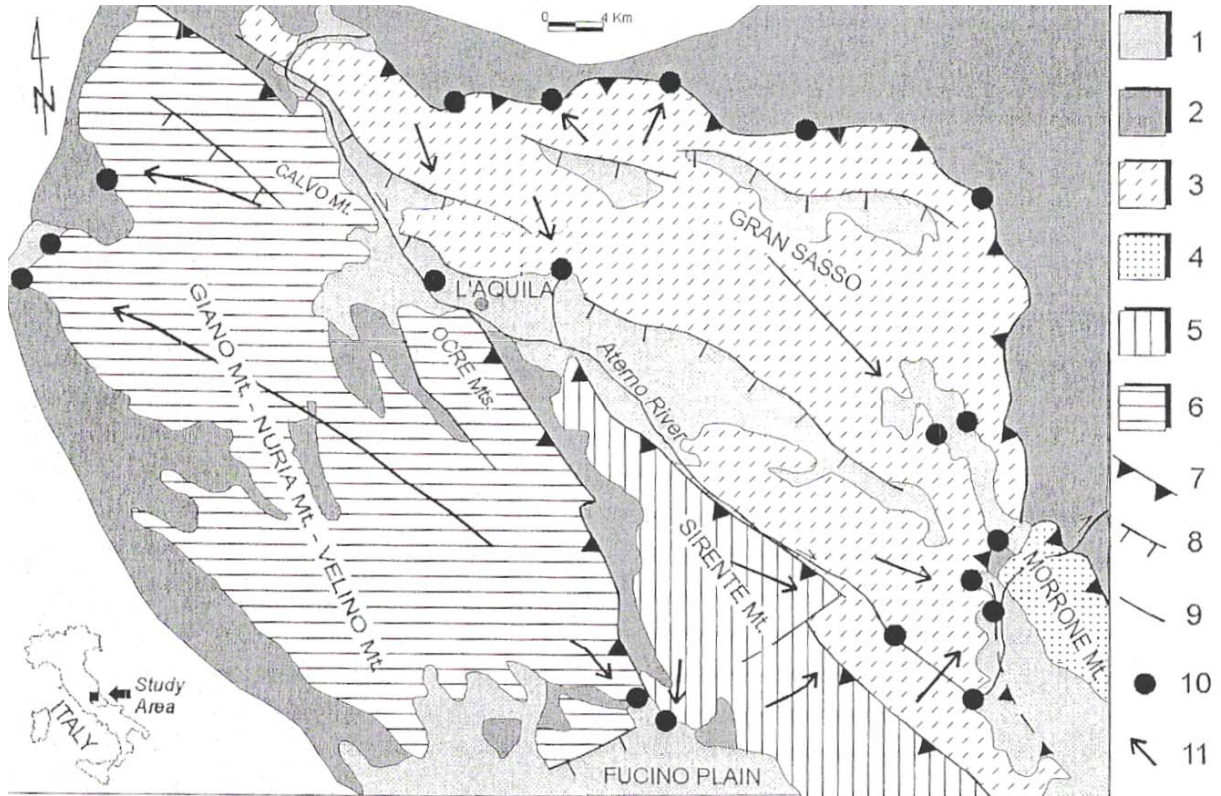 0 4 Km
N
CALVO Mt.
GRAN SASSO
L'AQUILA
GIANO Mt. - NURIA Mt. - VELINO Mt.
OCRE Mts.
Aterno River
SIRENTE Mt.
MORRONE Mt.
FUCINO PLAIN
Study
Area
ITALY
1
2
3
4
5
6
7
8
9
10
11